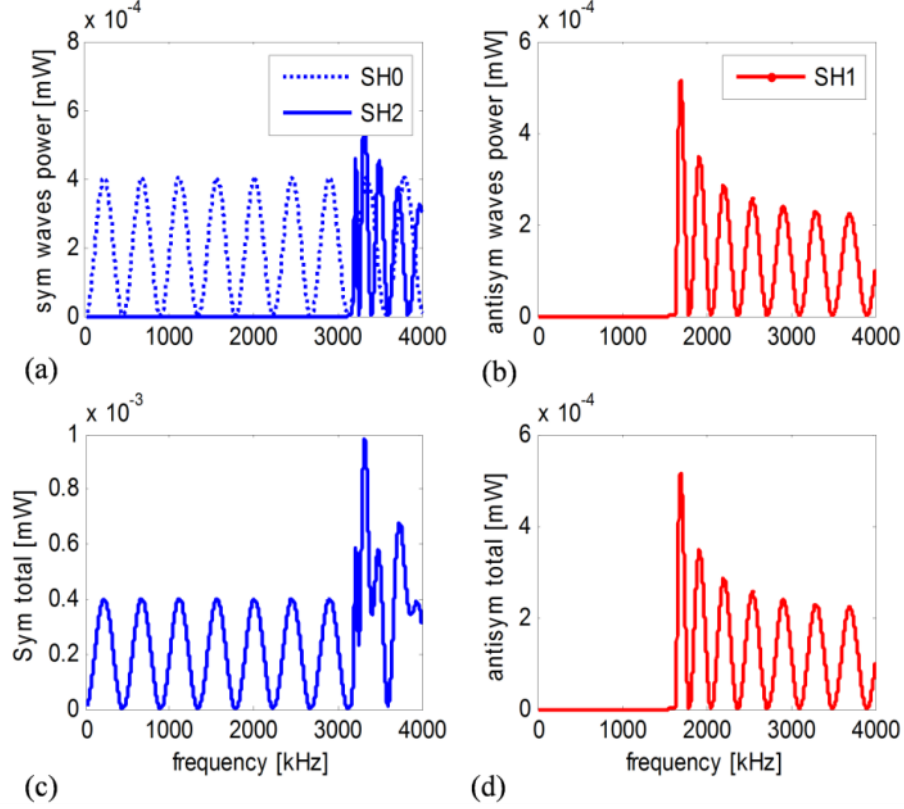 x 10^-4
8
6
4
2
0
sym waves power [mW]
SH0
SH2
0 1000 2000 3000 4000
(a)
x 10^-4
6
4
2
0
antisym waves power [mW]
SH1
0 1000 2000 3000 4000
(b)
x 10^-3
1
0.8
0.6
0.4
0.2
0
Sym total [mW]
0 1000 2000 3000 4000
frequency [kHz]
(c)
x 10^-4
6
4
2
0
antisym total [mW]
0 1000 2000 3000 4000
frequency [kHz]
(d)